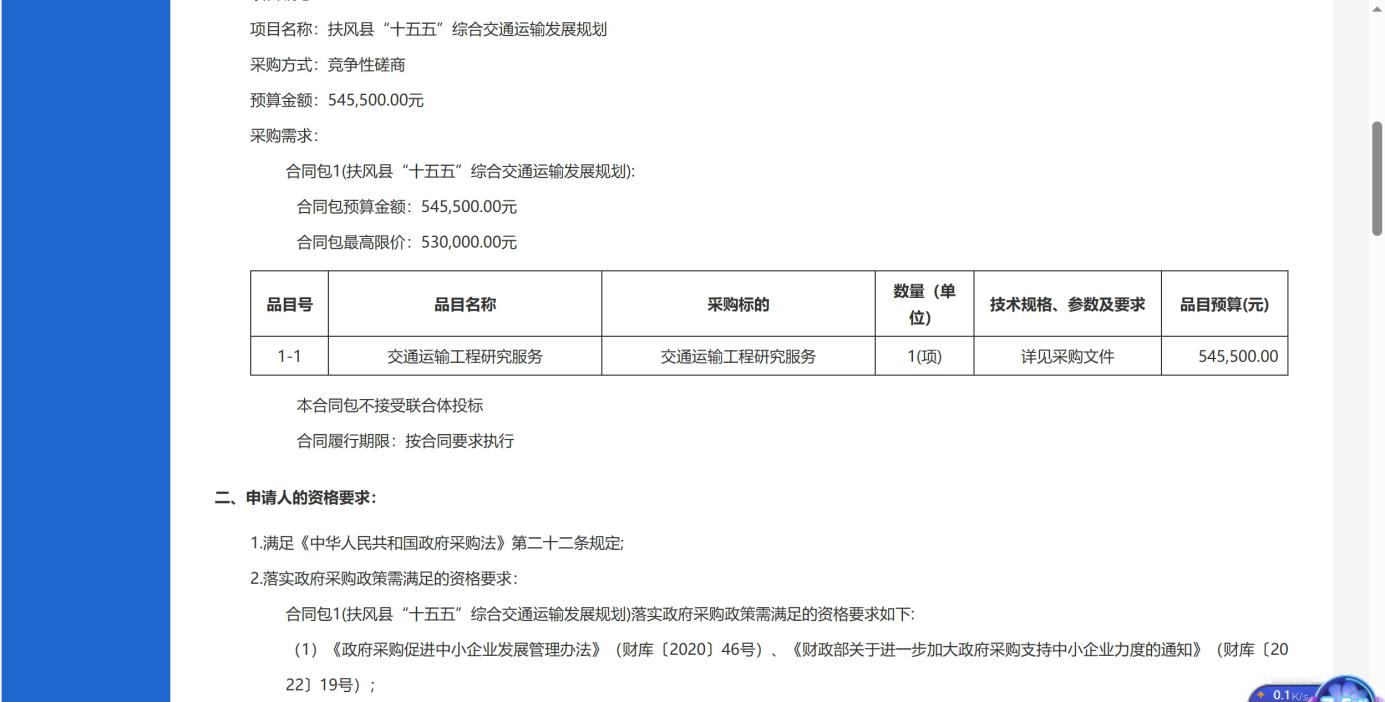 项目名称：扶风县“十五五”综合交通运输发展规划
采购方式：竞争性磋商
预算金额：545,500.00元
采购需求：
合同包1(扶风县“十五五”综合交通运输发展规划):
合同包预算金额：545,500.00元
合同包最高限价：530,000.00元
品目号 品目名称 采购标的 数量（单位） 技术规格、参数及要求 品目预算(元)
1-1 交通运输工程研究服务 交通运输工程研究服务 1(项) 详见采购文件 545,500.00
本合同包不接受联合体投标
合同履行期限：按合同要求执行
二、申请人的资格要求：
1.满足《中华人民共和国政府采购法》第二十二条规定;
2.落实政府采购政策需满足的资格要求：
合同包1(扶风县“十五五”综合交通运输发展规划)落实政府采购政策需满足的资格要求如下:
（1）《政府采购促进中小企业发展管理办法》（财库〔2020〕46号）、《财政部关于进一步加大政府采购支持中小企业力度的通知》（财库〔20
22〕19号）;
0.1K/s